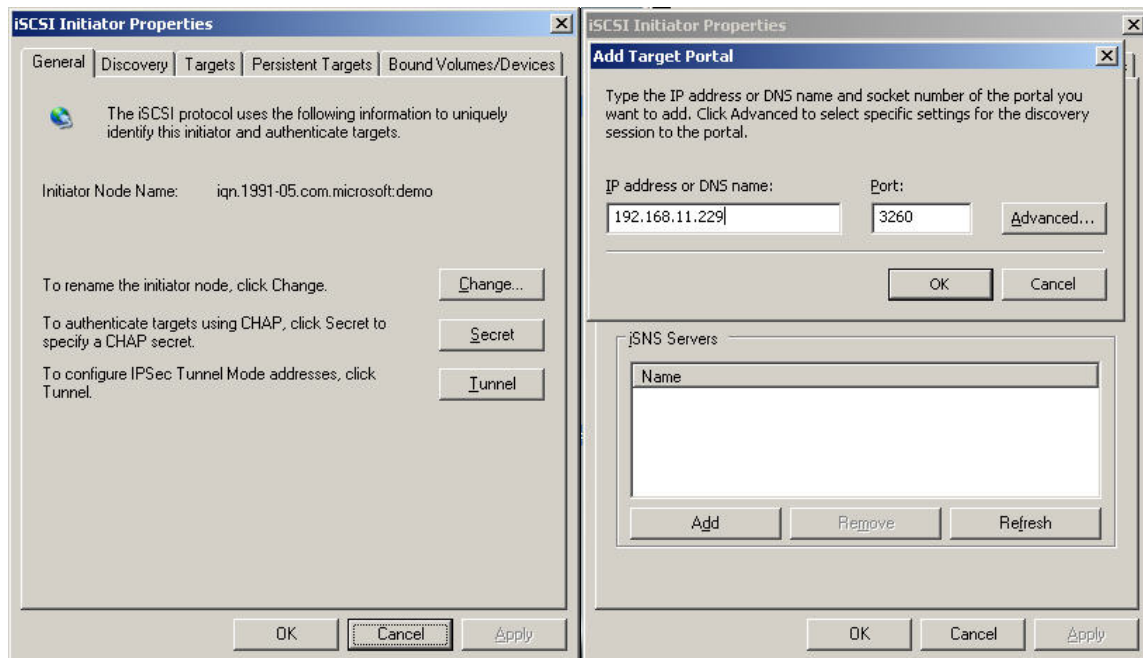 iSCSI Initiator Properties
General
Discovery
Targets
Persistent Targets
Bound Volumes/Devices
The iSCSI protocol uses the following information to uniquely
identify this initiator and authenticate targets.
Initiator Node Name: iqn.1991-05.com.microsoft:demo
To rename the initiator node, click Change.
Change...
To authenticate targets using CHAP, click Secret to
specify a CHAP secret.
Secret
To configure IPSec Tunnel Mode addresses, click
Tunnel.
Tunnel
OK
Cancel
Apply
iSCSI Initiator Properties
Add Target Portal
Type the IP address or DNS name and socket number of the portal you
want to add. Click Advanced to select specific settings for the discovery
session to the portal.
IP address or DNS name: Port:
192.168.11.229 3260 Advanced...
OK
Cancel
iSNS Servers
Name
Add
Remove
Refresh
OK
Cancel
Apply